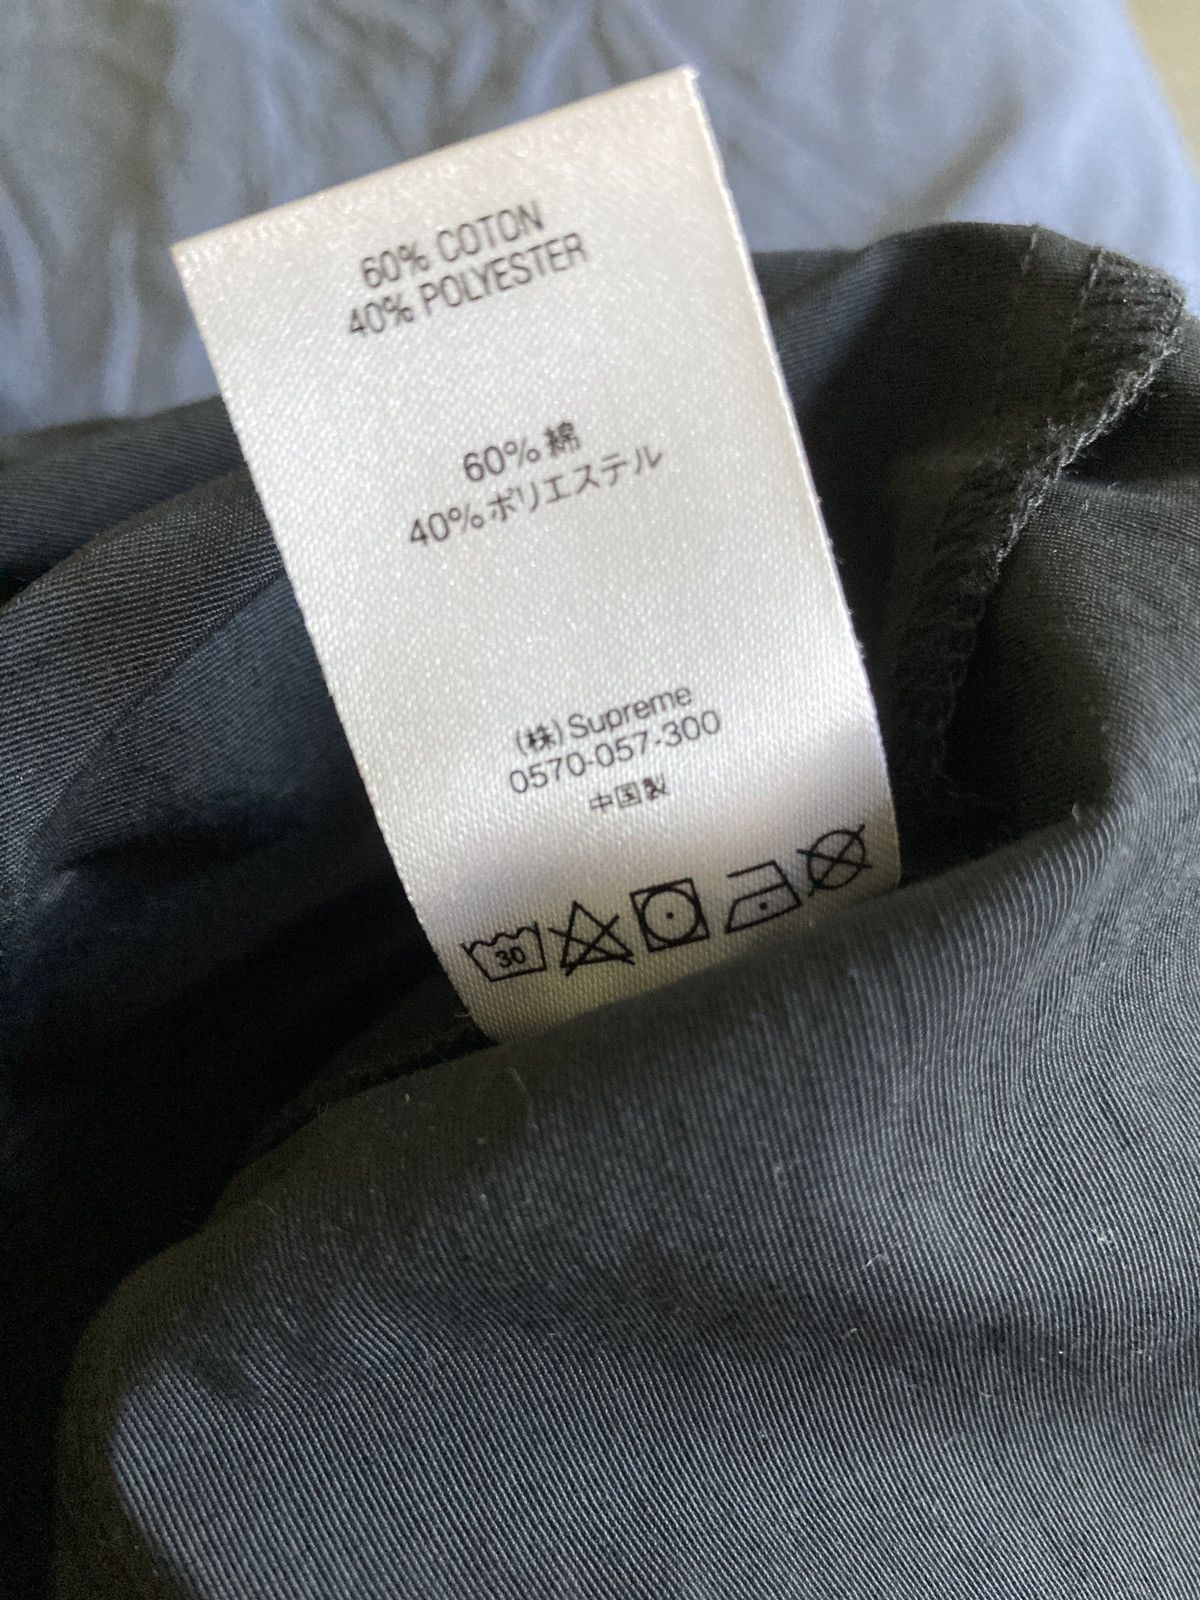 60% COTON
40% POLYESTER
60% 綿
40% ポリエステル
(株) Supreme
0570-057-300
中国製
30